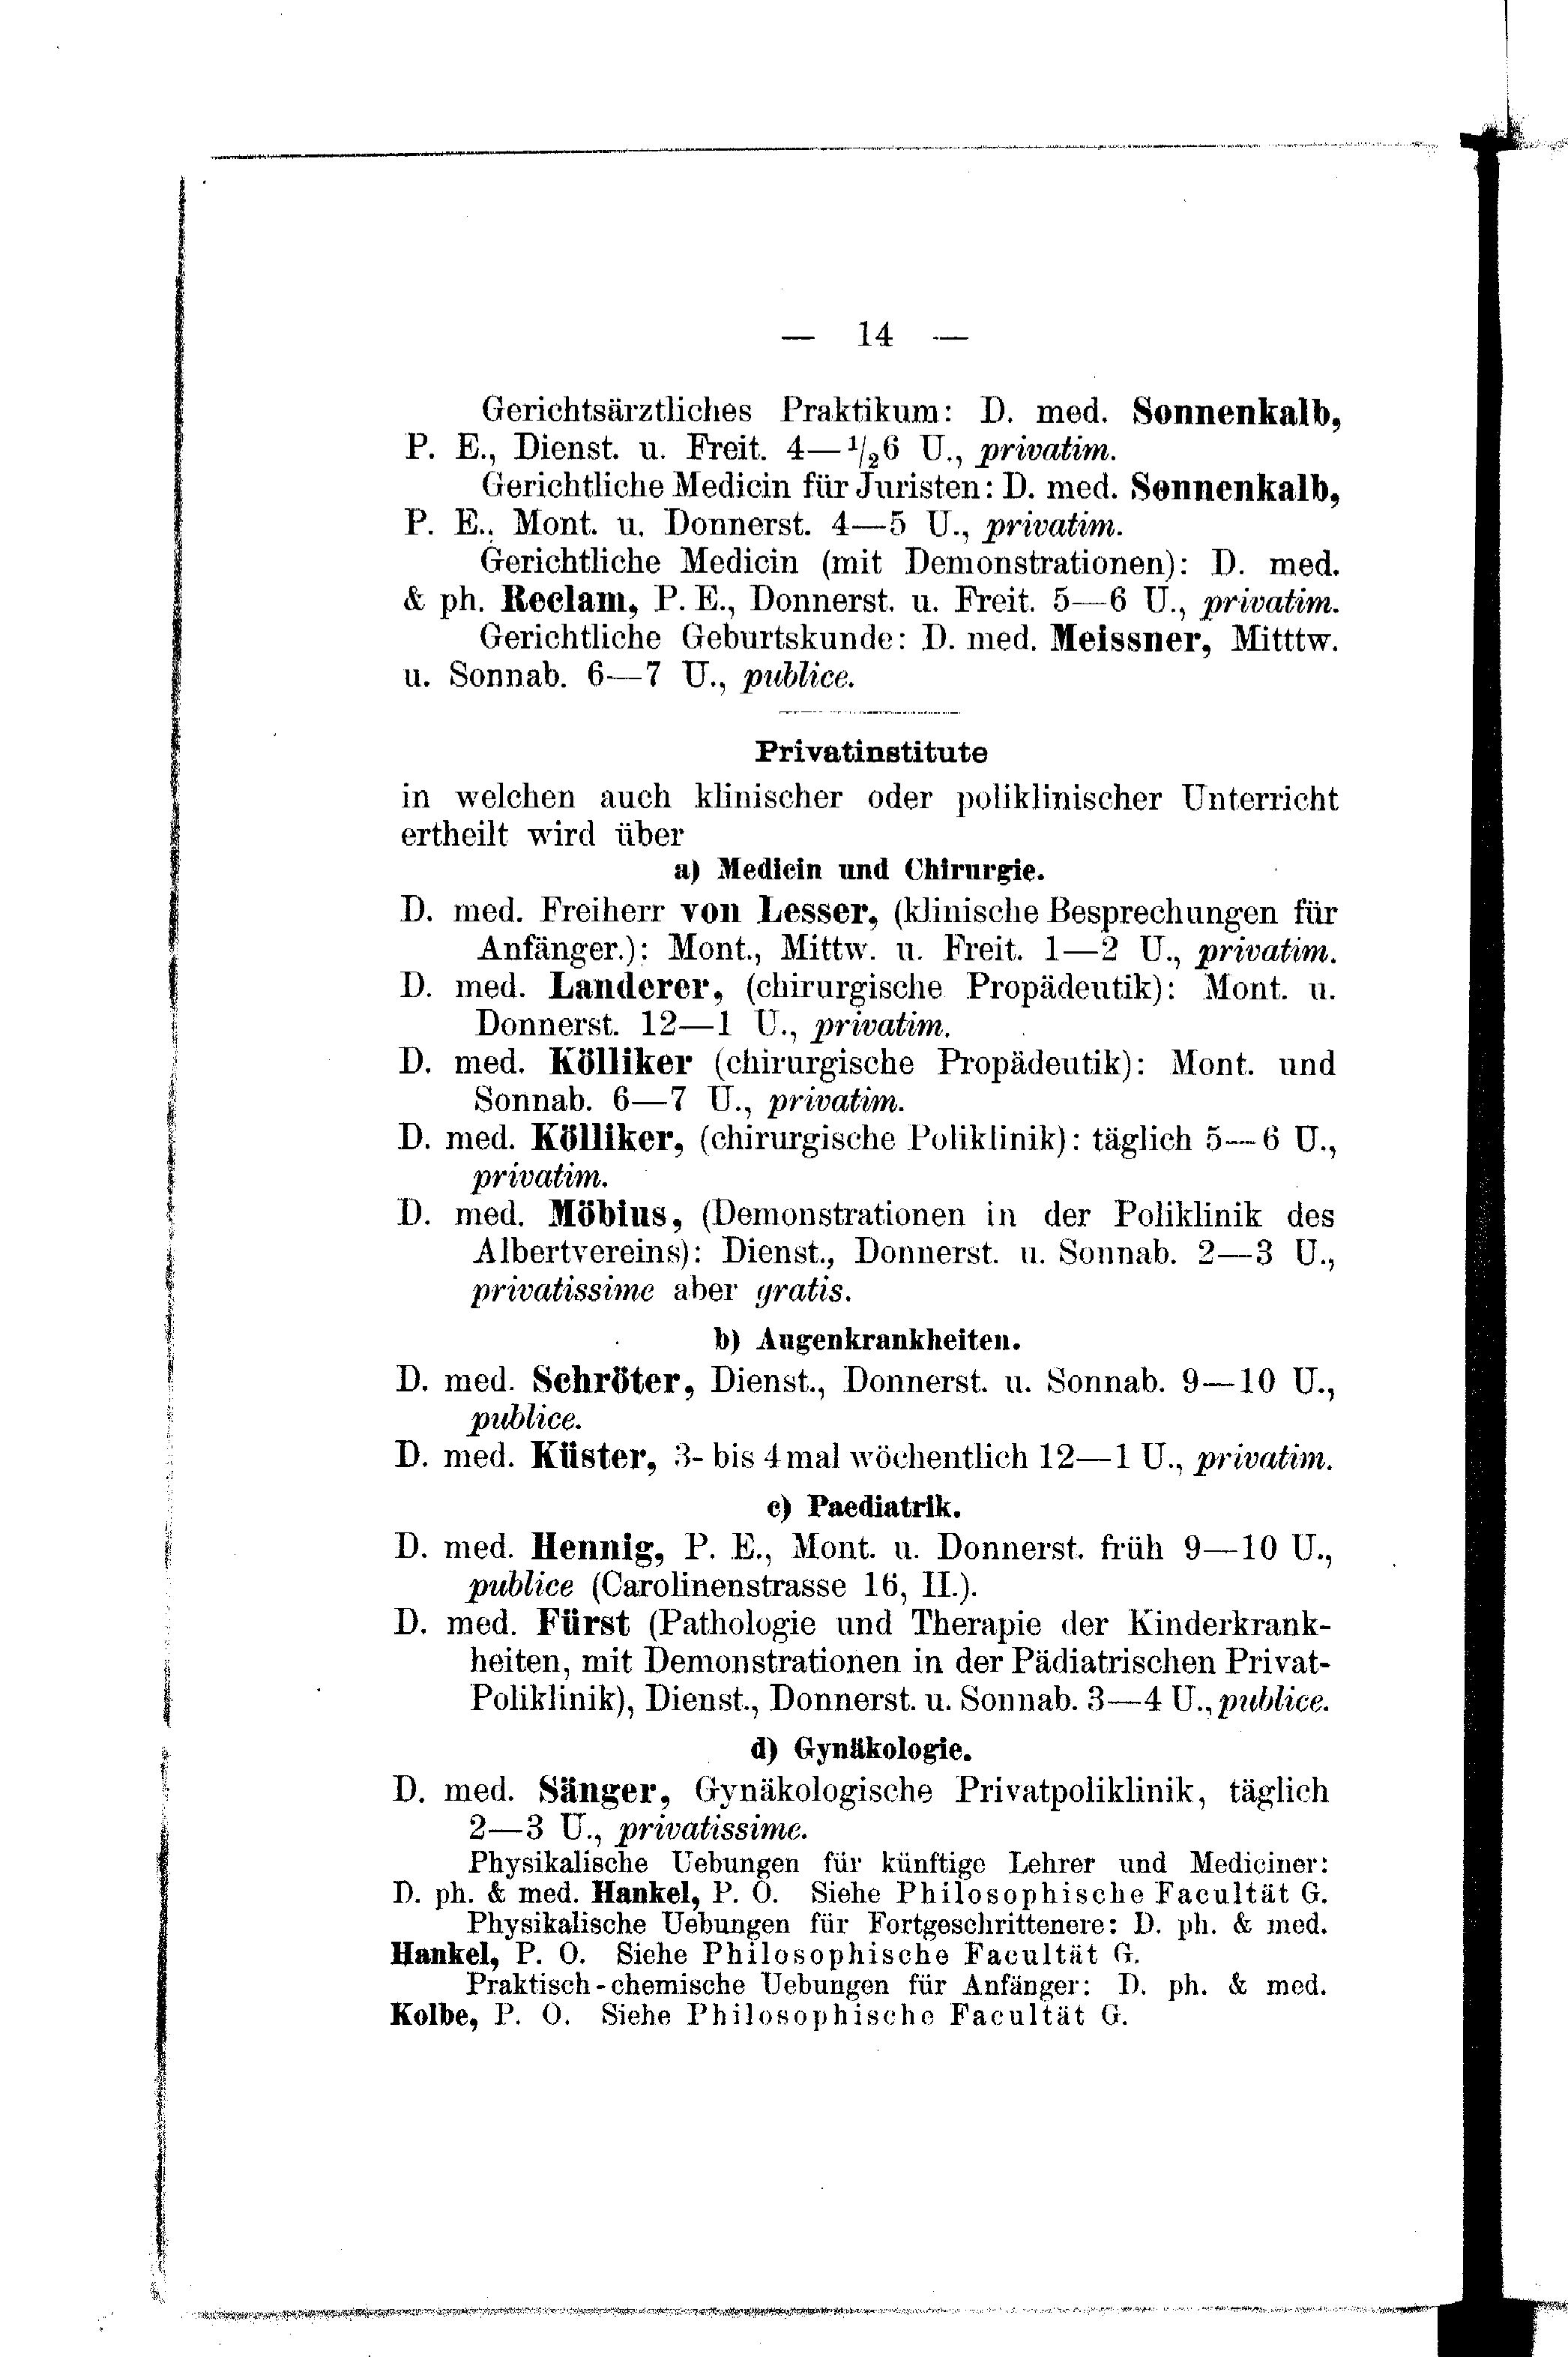 — 14 —
Gerichtsärztliches Praktikum: D. med. Sonnenkalb,
P. E., Dienst. u. Freit. 4—1/26 U., privatim.
Gerichtliche Medicin für Juristen: D. med. Sonnenkalb,
P. E., Mont. u. Donnerst. 4—5 U., privatim.
Gerichtliche Medicin (mit Demonstrationen): D. med.
& ph. Reclam, P. E., Donnerst. u. Freit. 5—6 U., privatim.
Gerichtliche Geburtskunde: D. med. Meissner, Mitttw.
u. Sonnab. 6—7 U., publice.
Privatinstitute
in welchen auch klinischer oder poliklinischer Unterricht
ertheilt wird über
a) Medicin und Chirurgie.
D. med. Freiherr von Lesser, (klinische Besprechungen für
Anfänger.): Mont., Mittw. u. Freit. 1—2 U., privatim.
D. med. Landerer, (chirurgische Propädeutik): Mont. u.
Donnerst. 12—1 U., privatim.
D. med. Kölliker (chirurgische Propädeutik): Mont. und
Sonnab. 6—7 U., privatim.
D. med. Kölliker, (chirurgische Poliklinik): täglich 5—6 U.,
privatim.
D. med. Möbius, (Demonstrationen in der Poliklinik des
Albertvereins): Dienst., Donnerst. u. Sonnab. 2—3 U.,
privatissime aber gratis.
b) Augenkrankheiten.
D. med. Schröter, Dienst., Donnerst. u. Sonnab. 9—10 U.,
publice.
D. med. Küster, 3- bis 4mal wöchentlich 12—1 U., privatim.
c) Paediatrik.
D. med. Hennig, P. E., Mont. u. Donnerst. früh 9—10 U.,
publice (Carolinenstrasse 16, II.).
D. med. Fürst (Pathologie und Therapie der Kinderkrank-
heiten, mit Demonstrationen in der Pädiatrischen Privat-
Poliklinik), Dienst., Donnerst. u. Sonnab. 3—4 U., publice.
d) Gynäkologie.
D. med. Sänger, Gynäkologische Privatpoliklinik, täglich
2—3 U., privatissime.
Physikalische Uebungen für künftige Lehrer und Mediciner:
D. ph. & med. Hankel, P. O. Siehe Philosophische Facultät G.
Physikalische Uebungen für Fortgeschrittenere: D. ph. & med.
Hankel, P. O. Siehe Philosophische Facultät G.
Praktisch-chemische Uebungen für Anfänger: D. ph. & med.
Kolbe, P. O. Siehe Philosophische Facultät G.